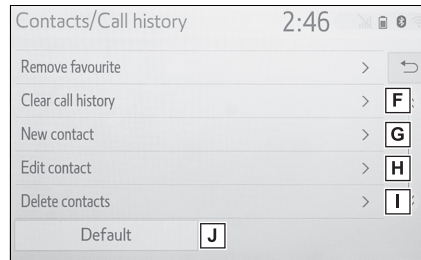 Contacts/Call history 2:46
Remove favourite
Clear call history F
New contact G
Edit contact H
Delete contacts I
Default J